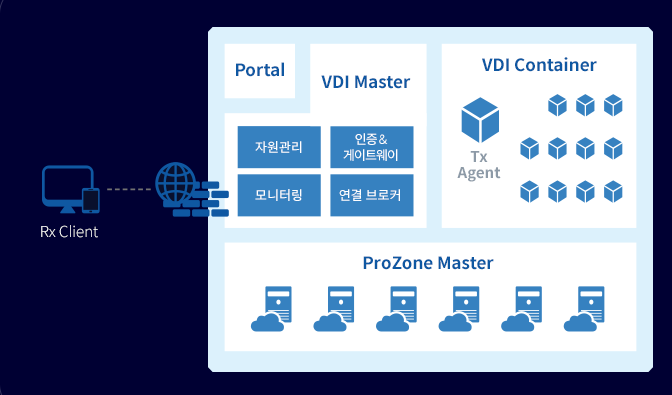 Portal
VDI Master
자원관리
인증&
게이트웨이
모니터링
연결 브로커
VDI Container
Tx
Agent
Rx Client
ProZone Master